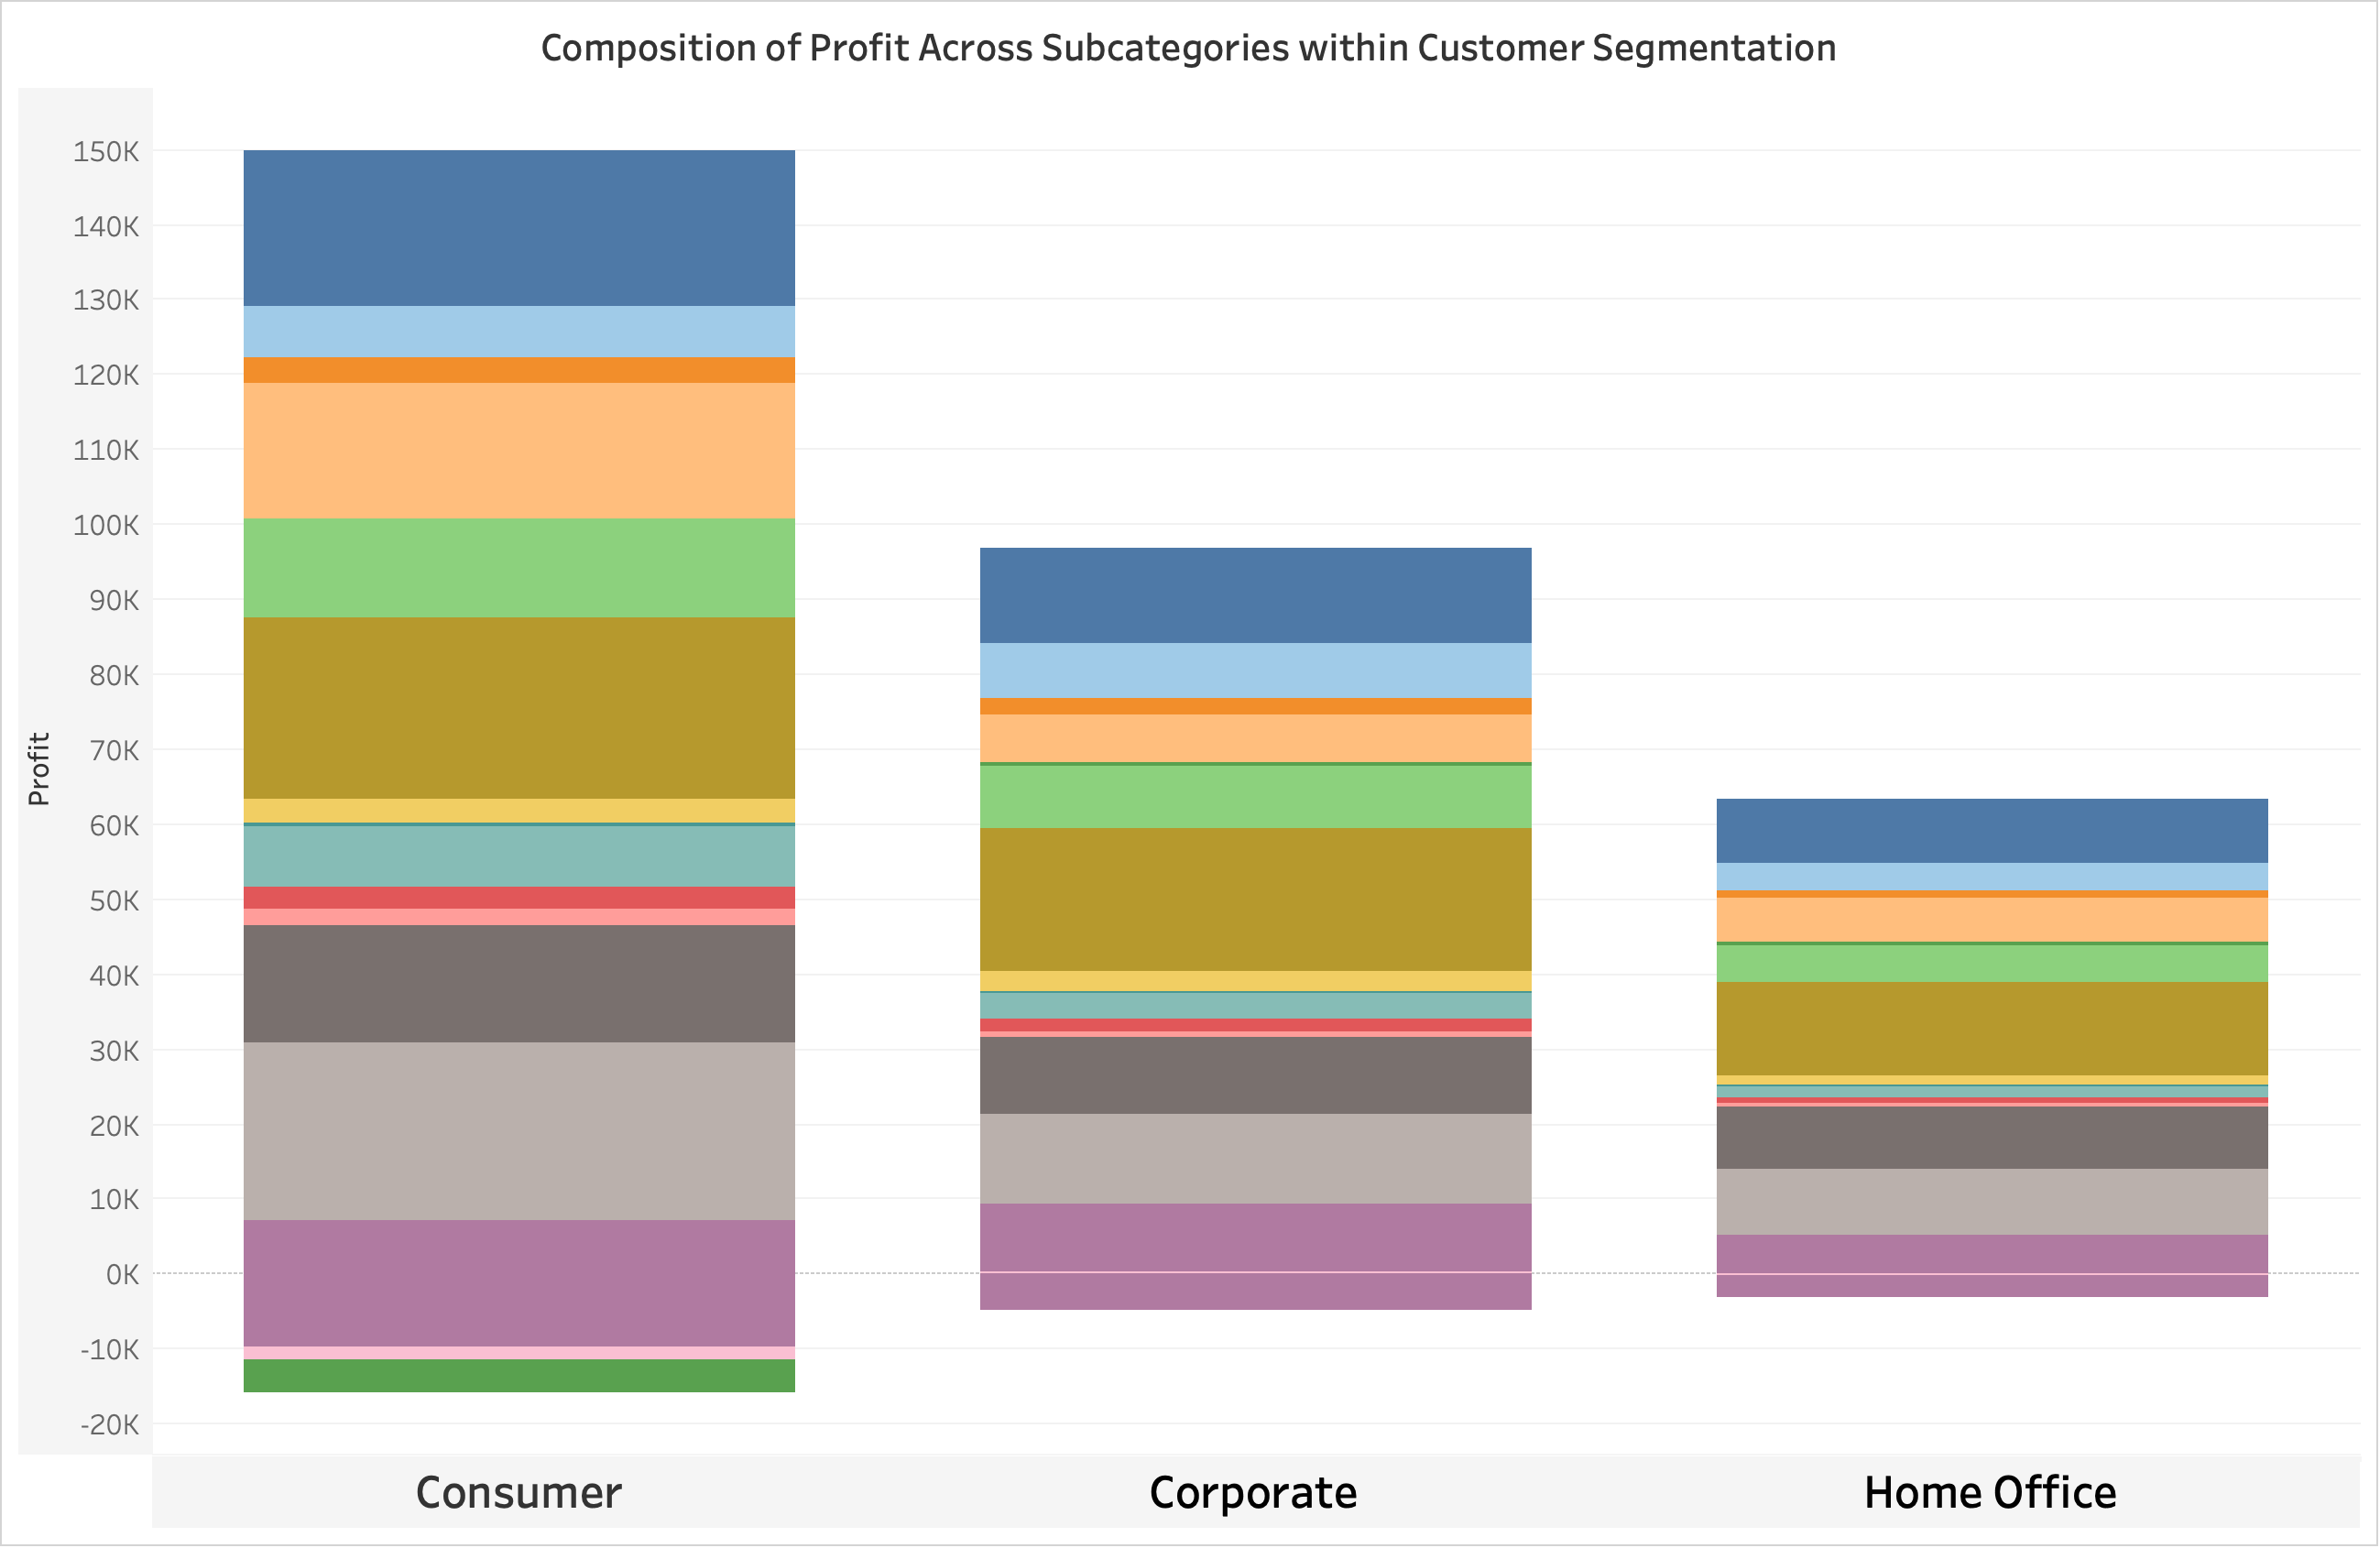 Composition of Profit Across Subcategories within Customer Segmentation
150K
140K
130K
120K
110K
100K
90K
80K
70K
60K
50K
40K
30K
20K
10K
0K
-10K
-20K
Profit
Consumer Corporate Home Office